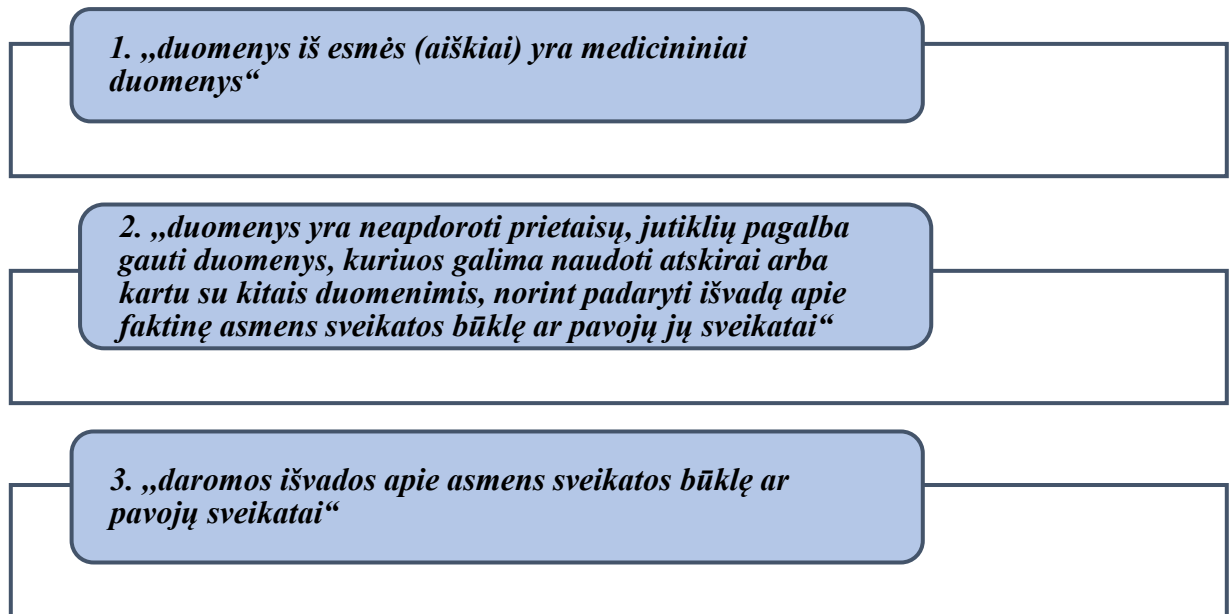 1. „duomenys iš esmės (aiškiai) yra medicininiai
duomenys“
2. „duomenys yra neapdoroti prietaisų, jutiklių pagalba
gauti duomenys, kuriuos galima naudoti atskirai arba
kartu su kitais duomenimis, norint padaryti išvadą apie
faktinę asmens sveikatos būklę ar pavojų jų sveikatai“
3. „daromos išvados apie asmens sveikatos būklę ar
pavojų sveikatai“